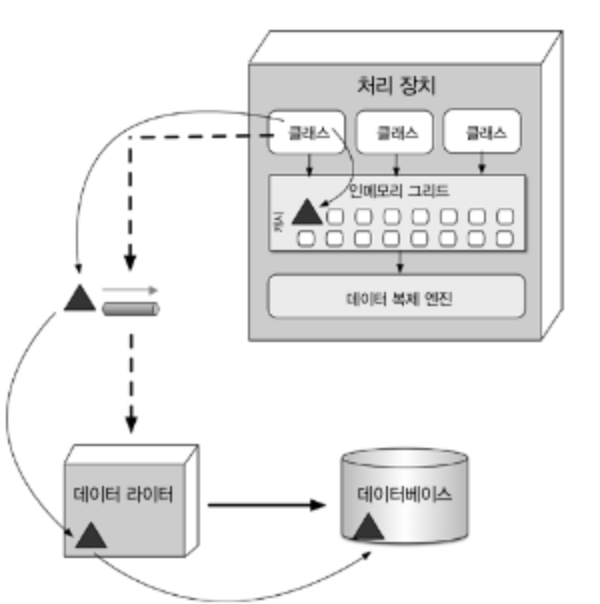 처리 장치
클래스
클래스
클래스
인메모리 그리드
캐시
데이터 복제 엔진
데이터 라이터
데이터베이스